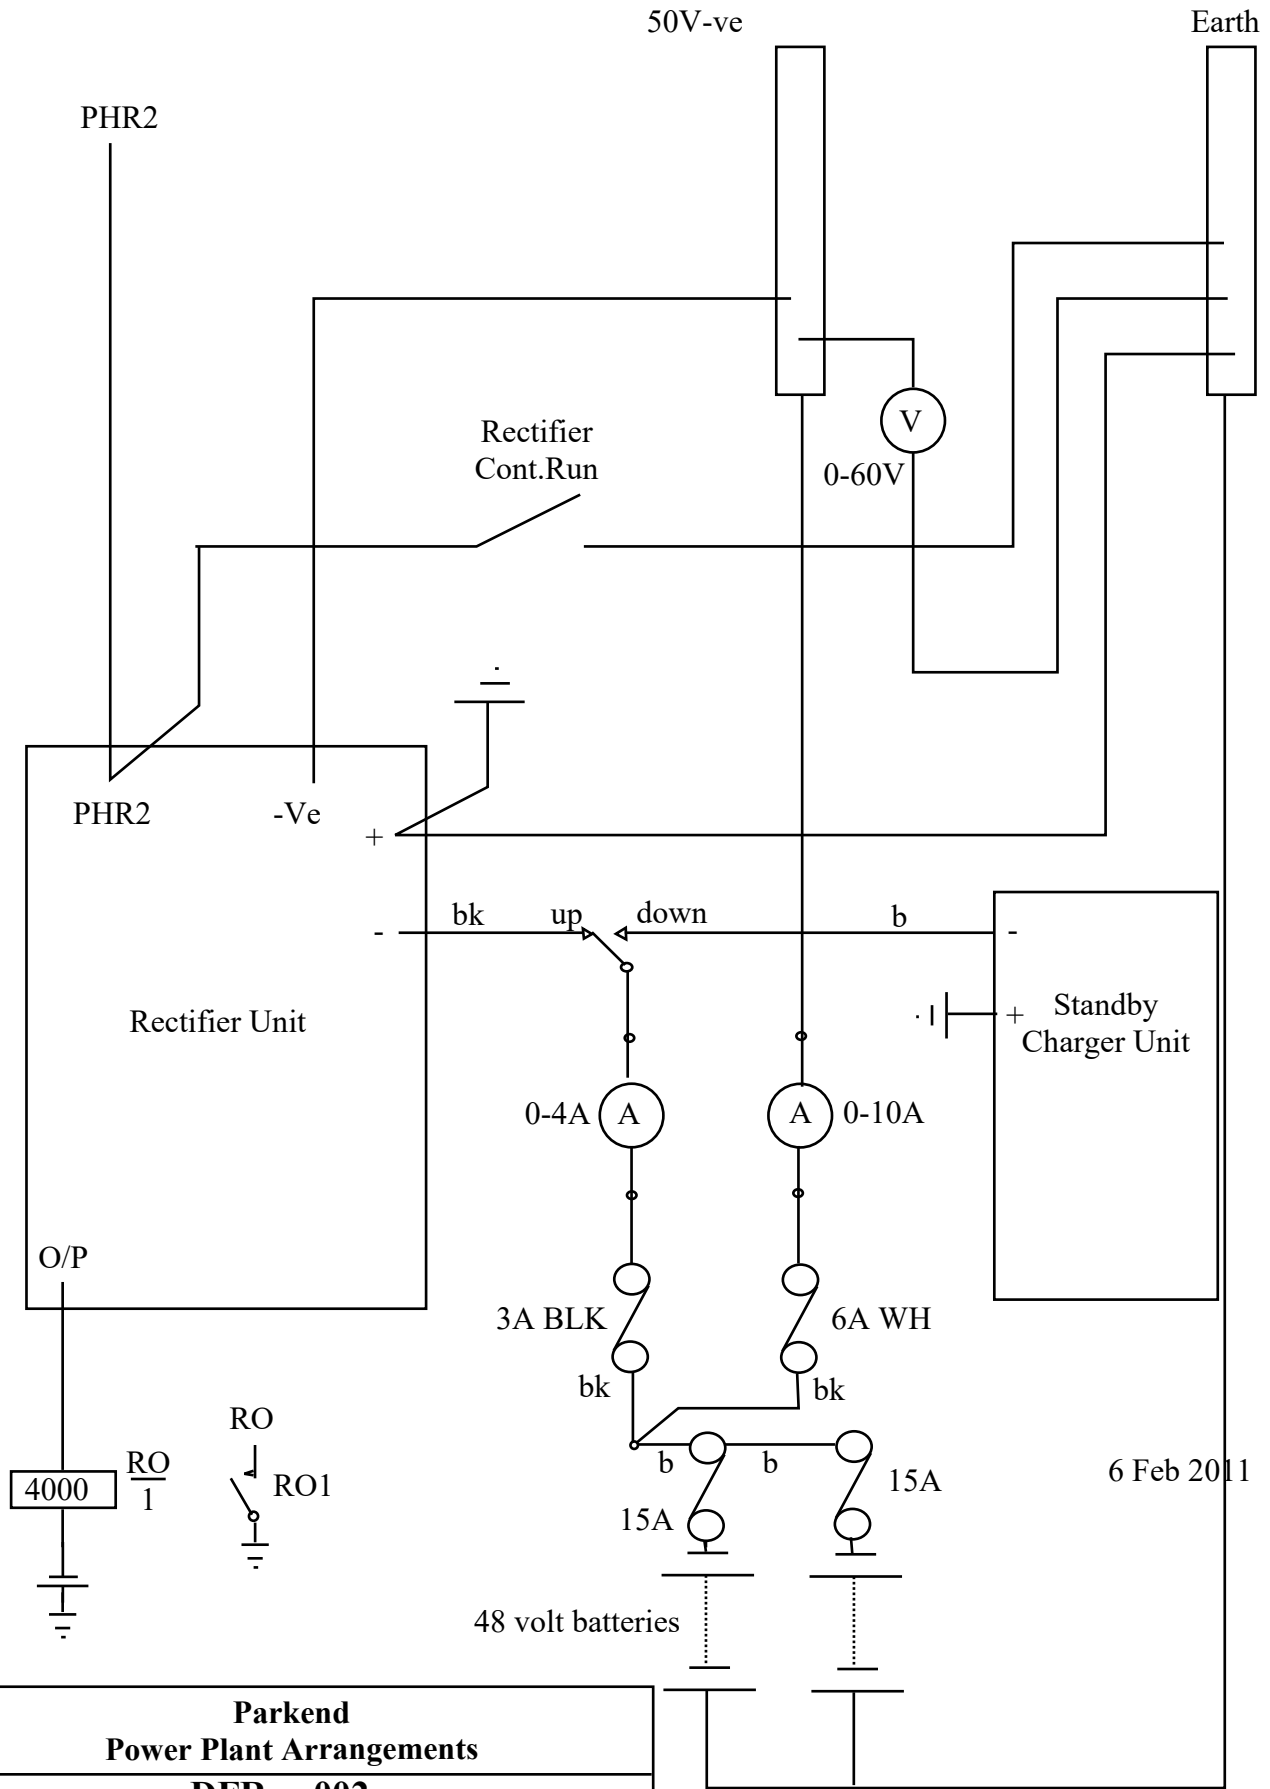 50V-ve
Earth
PHR2
Rectifier
Cont.Run
V
0-60V
PHR2
-Ve
+
-
bk
up
down
b
-
Rectifier Unit
+
Standby
Charger Unit
0-4A
A
A
0-10A
O/P
3A BLK
6A WH
bk
bk
RO
RO
1
4000
RO1
b
b
15A
15A
6 Feb 2011
48 volt batteries
Parkend
Power Plant Arrangements